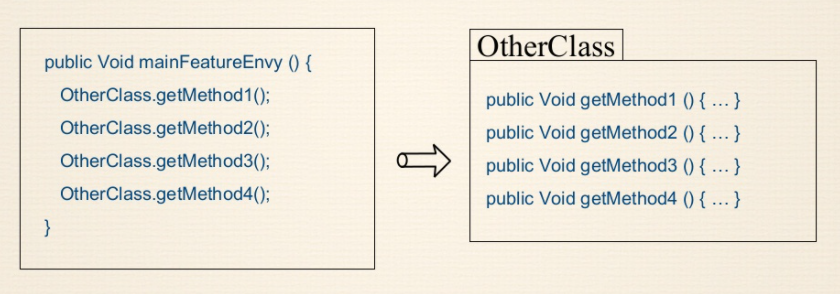 public Void mainFeatureEnvy () {
OtherClass.getMethod1();
OtherClass.getMethod2();
OtherClass.getMethod3();
OtherClass.getMethod4();
}
OtherClass
public Void getMethod1 () { ... }
public Void getMethod2 () { ... }
public Void getMethod3 () { ... }
public Void getMethod4 () { ... }